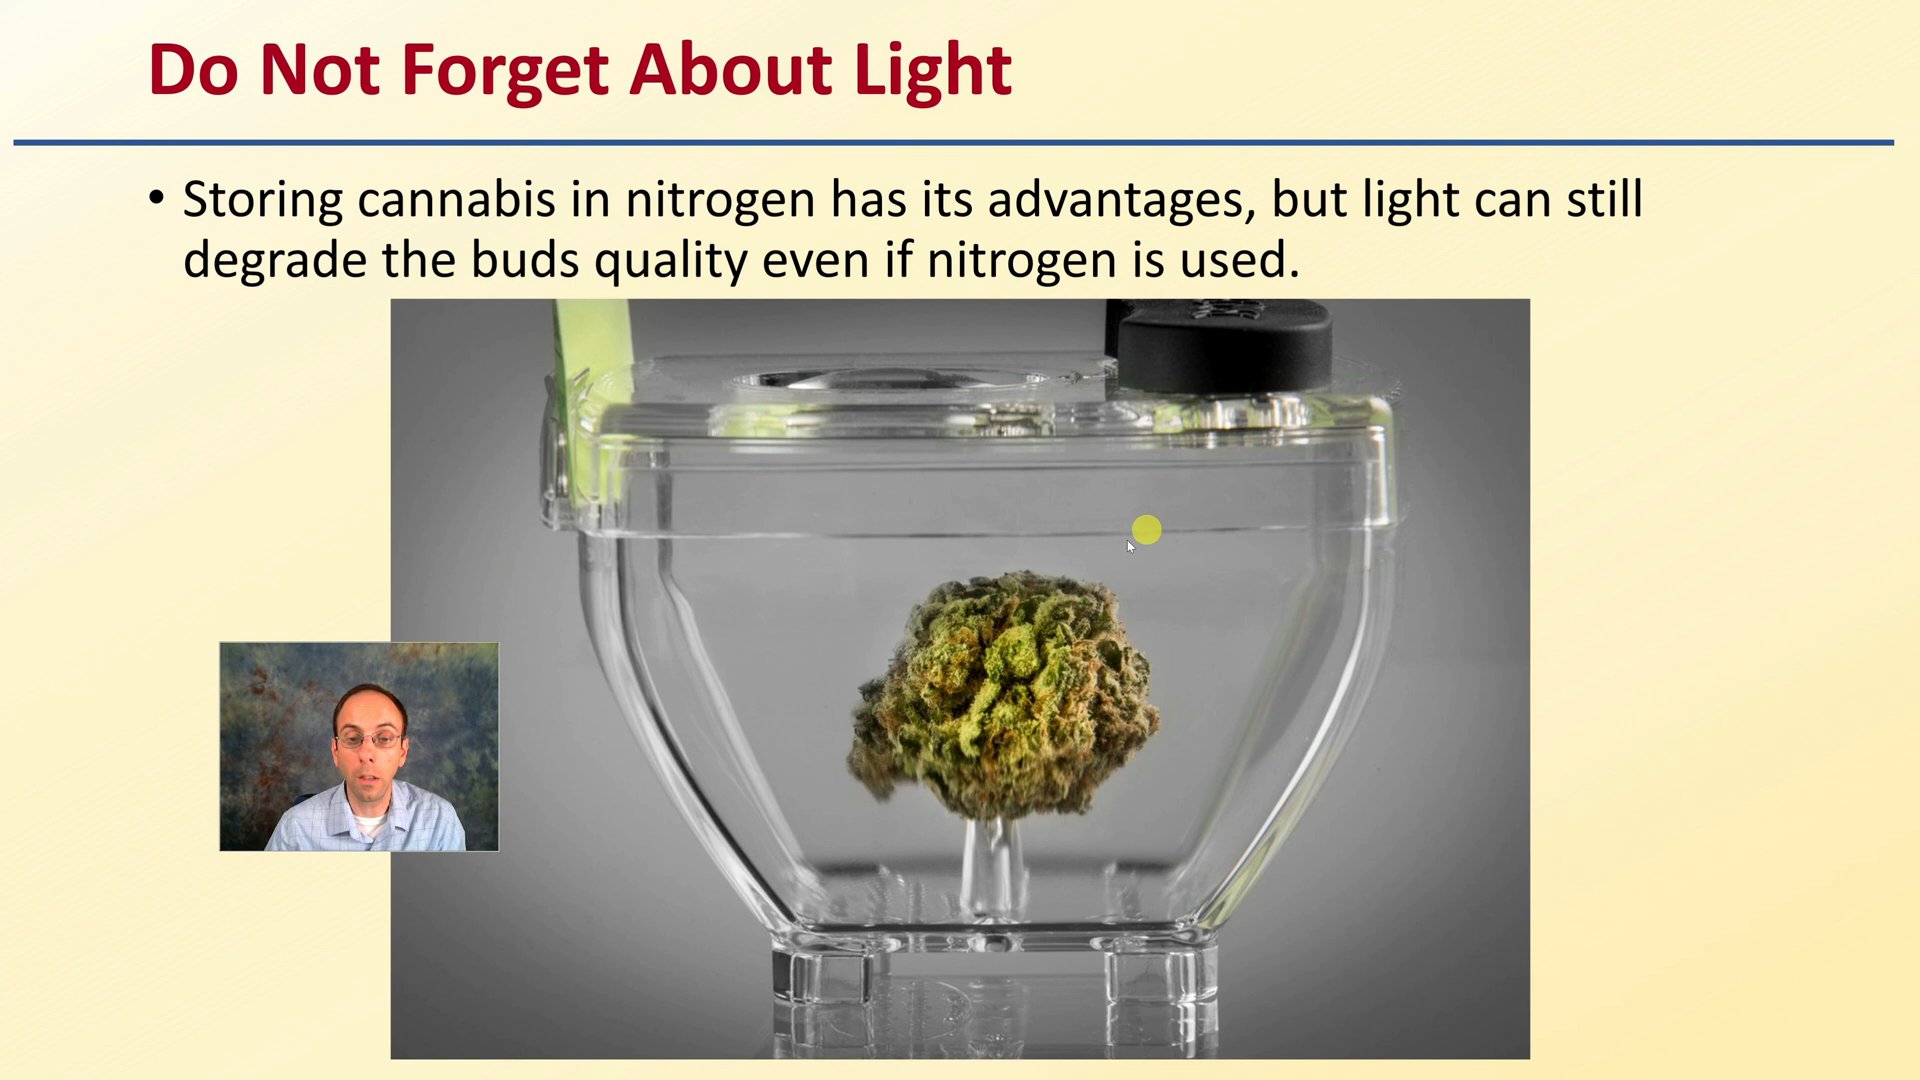 Do Not Forget About Light
• Storing cannabis in nitrogen has its advantages, but light can still
degrade the buds quality even if nitrogen is used.